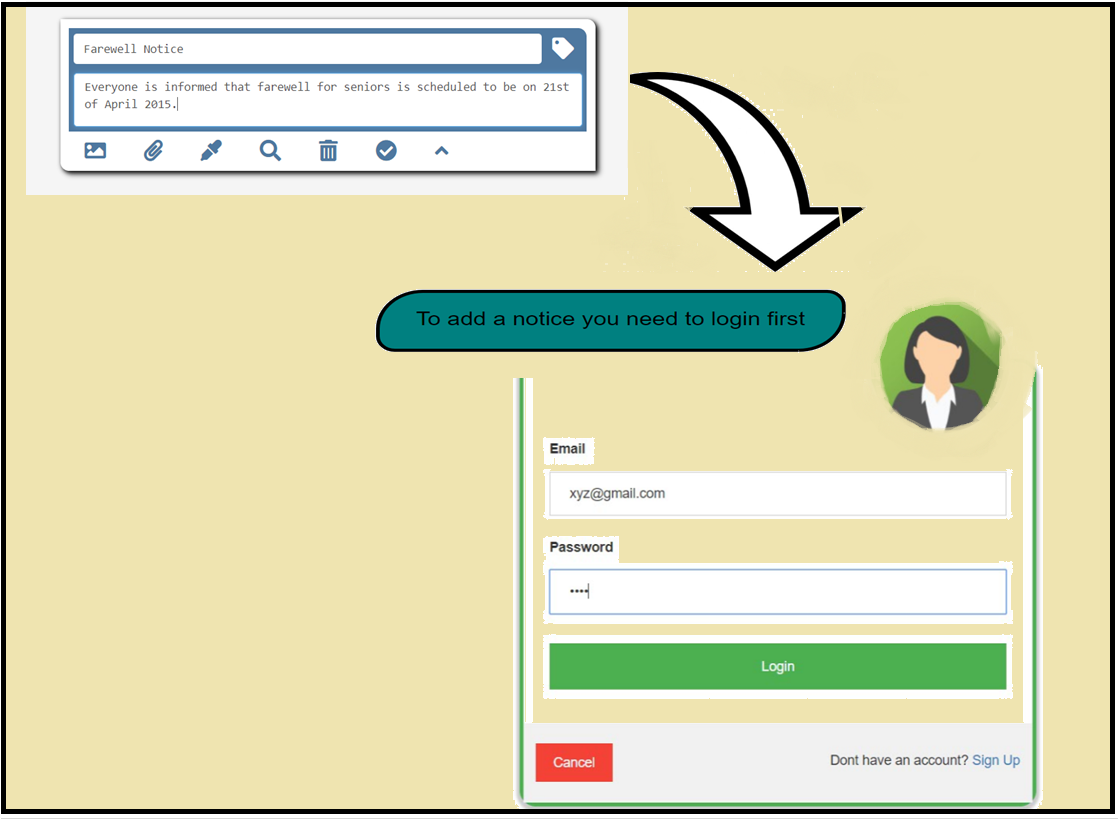 Farewell Notice
Everyone is informed that farewell for seniors is scheduled to be on 21st
of April 2015.
To add a notice you need to login first
Email
xyz@gmail.com
Password
••••
Login
Cancel
Dont have an account? Sign Up